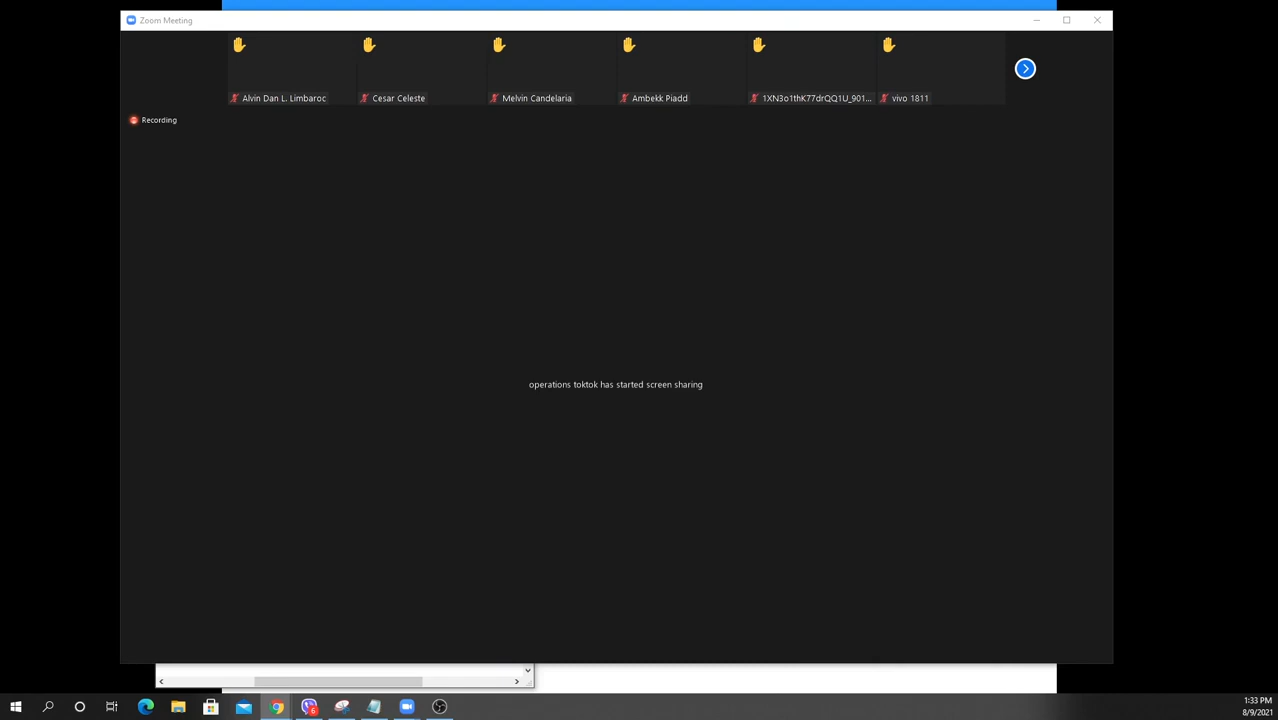 Zoom Meeting
Alvin Dan L. Limbaroc
Cesar Celeste
Melvin Candelaria
Ambekk Piadd
1XN3o1thK77drQQ1U_901...
vivo 1811
Recording
operations toktok has started screen sharing
6
1:33 PM
8/9/2021